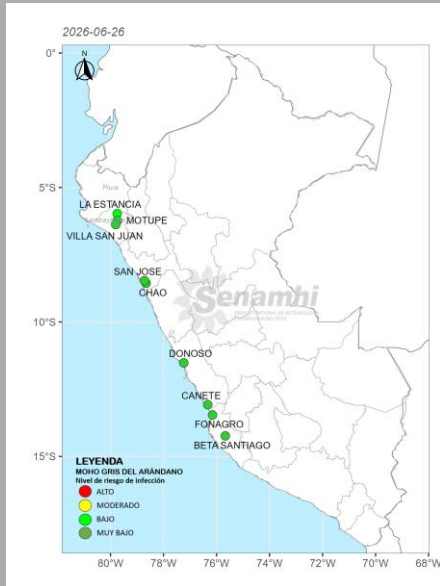 2026-06-26
N
0°
5°S
10°S
15°S
Piura
LA ESTANCIA
Lambayeque
MOTUPE
VILLA SAN JUAN
SAN JOSE
CHAO
Senamhi
DONOSO
CANETE
FONAGRO
BETA SANTIAGO
LEYENDA
MOHO GRIS DEL ARÁNDANO
Nivel de riesgo de infección
ALTO
MODERADO
BAJO
MUY BAJO
80°W
78°W
76°W
74°W
72°W
70°W
68°W